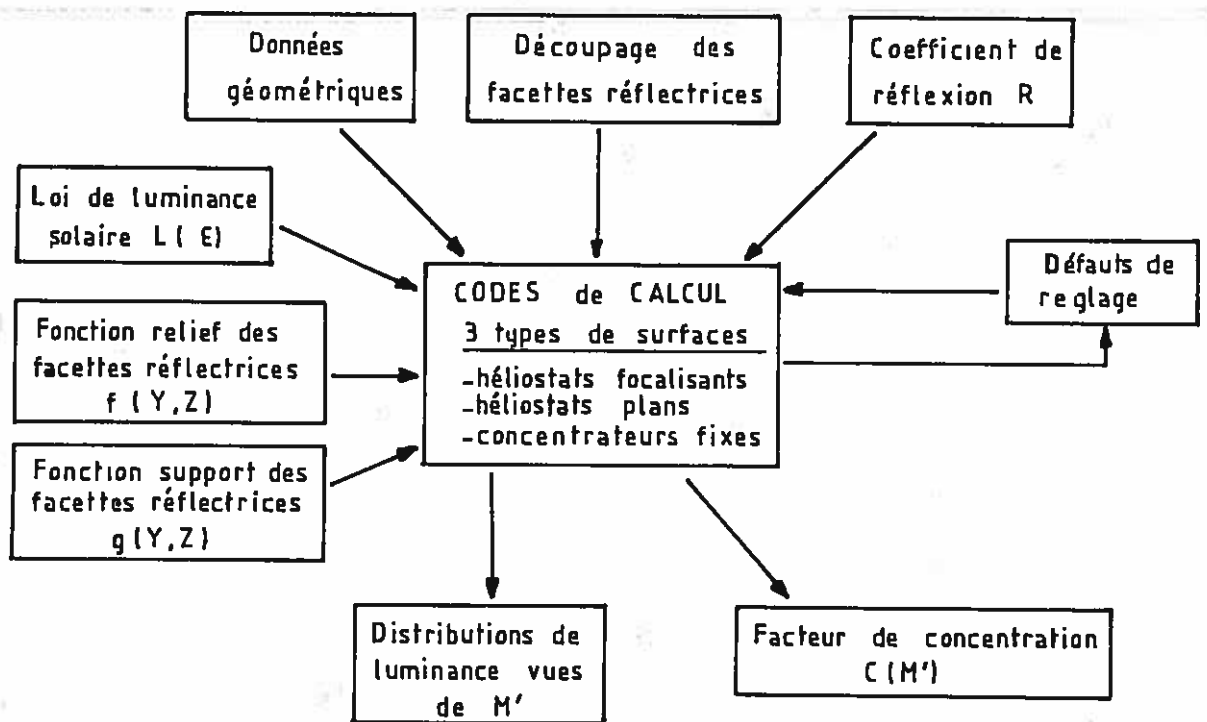 Données
géométriques
Découpage des
facettes réflectrices
Coefficient de
réflexion R
Loi de luminance
solaire L ( E)
Défauts de
reglage
CODES de CALCUL
3 types de surfaces
-héliostats focalisants
-héliostats plans
-concentrateurs fixes
Fonction relief des
facettes réflectrices
f (Y,Z)
Fonction support des
facettes réflectrices
g (Y,Z)
Distributions de
luminance vues
de M'
Facteur de concentration
C (M')